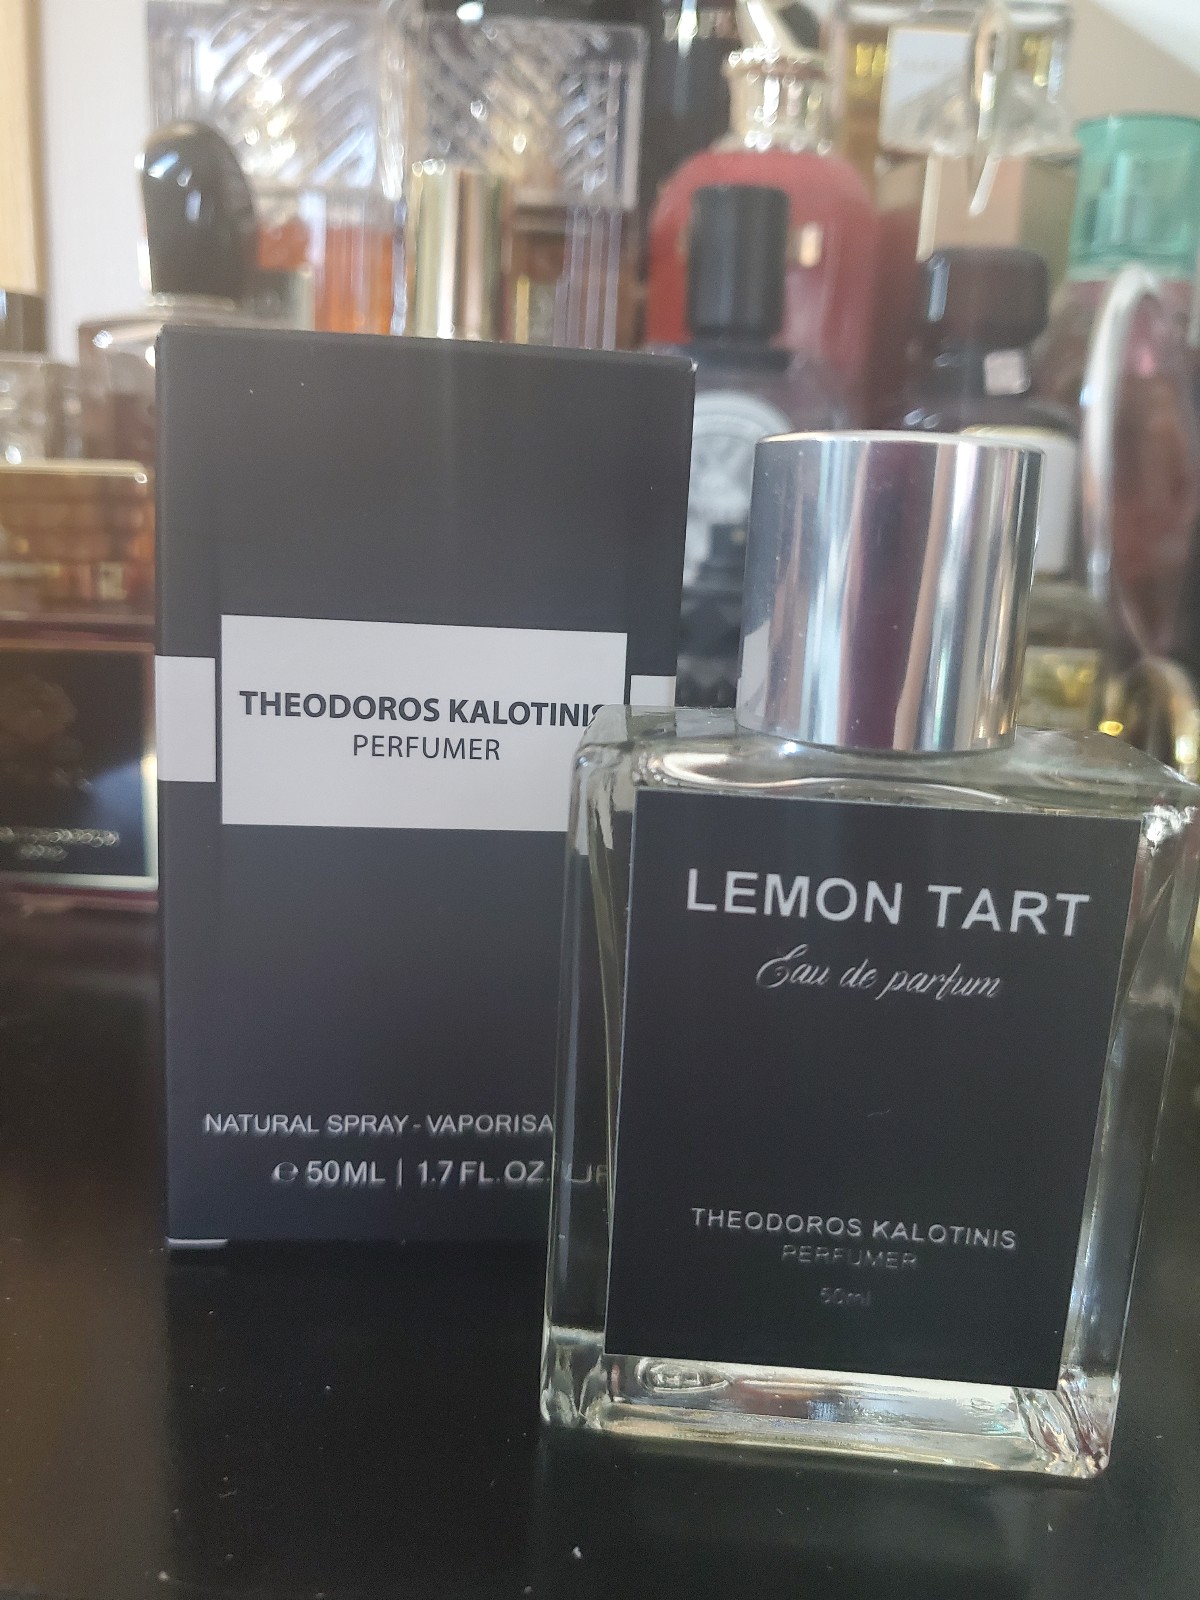 THEODOROS KALOTINIS
PERFUMER
NATURAL SPRAY - VAPORISA
℮ 50ML | 1.7 FL.OZ.
LEMON TART
Eau de parfum
THEODOROS KALOTINIS
PERFUMER
50ml